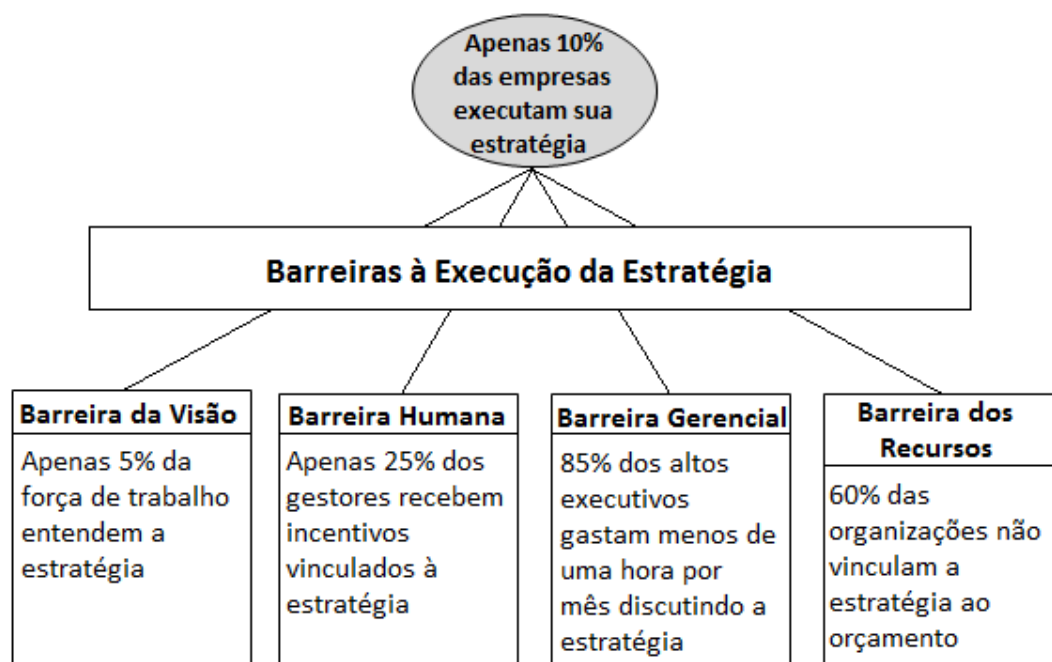 Apenas 10%
das empresas
executam sua
estratégia
Barreiras à Execução da Estratégia
Barreira da Visão
Apenas 5% da
força de trabalho
entendem a
estratégia
Barreira Humana
Apenas 25% dos
gestores recebem
incentivos
vinculados à
estratégia
Barreira Gerencial
85% dos altos
executivos
gastam menos de
uma hora por
mês discutindo a
estratégia
Barreira dos
Recursos
60% das
organizações não
vinculam a
estratégia ao
orçamento